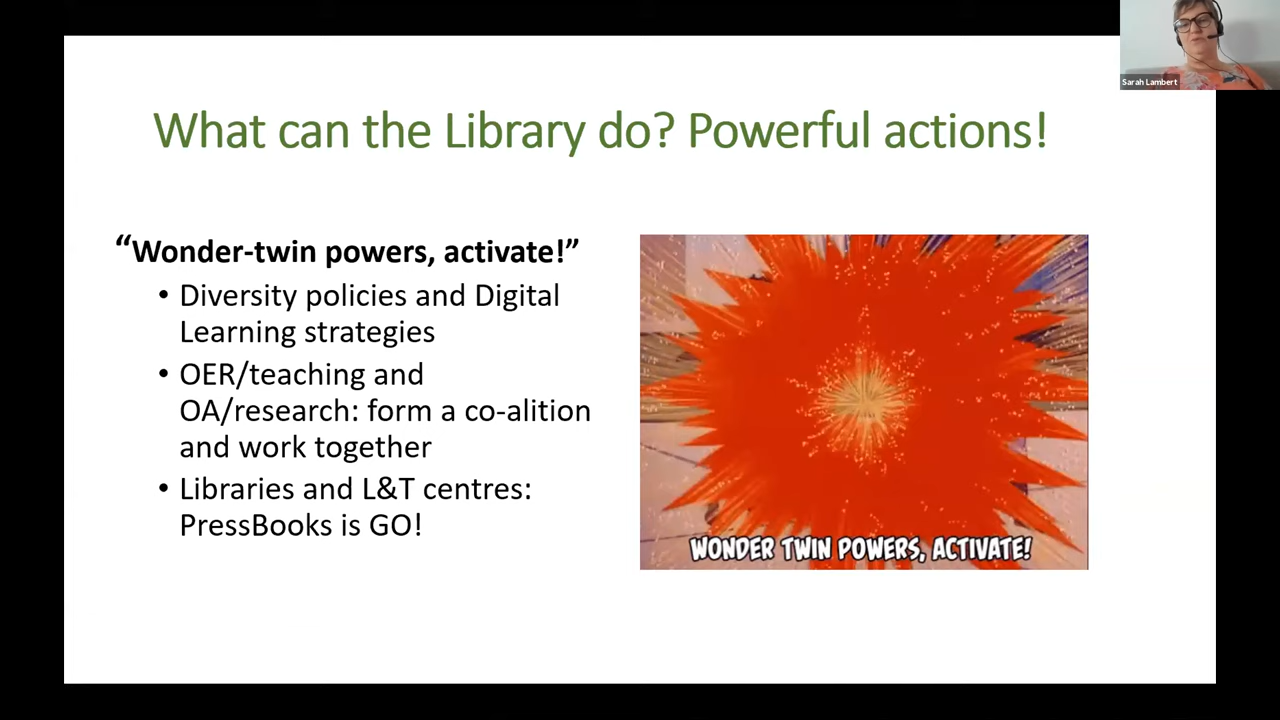 Sarah Lambert
What can the Library do? Powerful actions!
“Wonder-twin powers, activate!”
• Diversity policies and Digital
Learning strategies
• OER/teaching and
OA/research: form a co-alition
and work together
• Libraries and L&T centres:
PressBooks is GO!
WONDER TWIN POWERS, ACTIVATE!